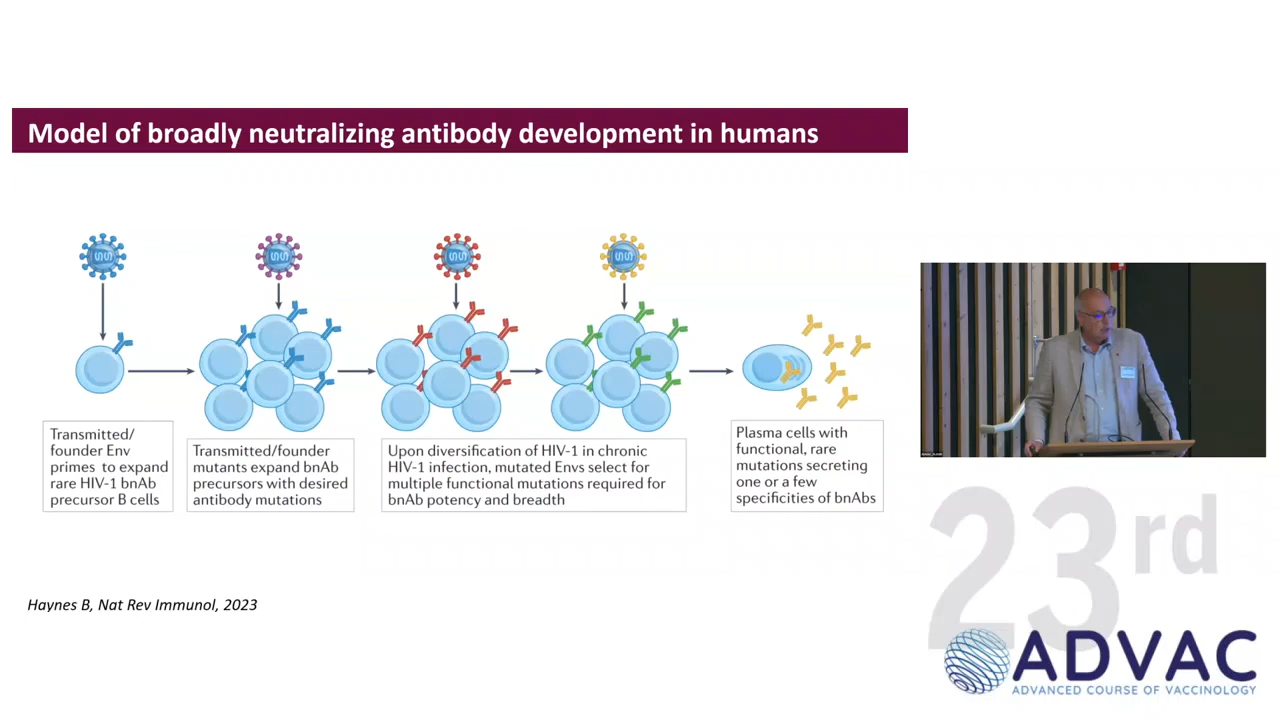 Model of broadly neutralizing antibody development in humans
Transmitted/
founder Env
primes to expand
rare HIV-1 bnAb
precursor B cells
Transmitted/founder
mutants expand bnAb
precursors with desired
antibody mutations
Upon diversification of HIV-1 in chronic
HIV-1 infection, mutated Envs select for
multiple functional mutations required for
bnAb potency and breadth
Plasma cells with
functional, rare
mutations secreting
one or a few
specificities of bnAbs
Haynes B, Nat Rev Immunol, 2023
23rd
ADVAC
ADVANCED COURSE OF VACCINOLOGY